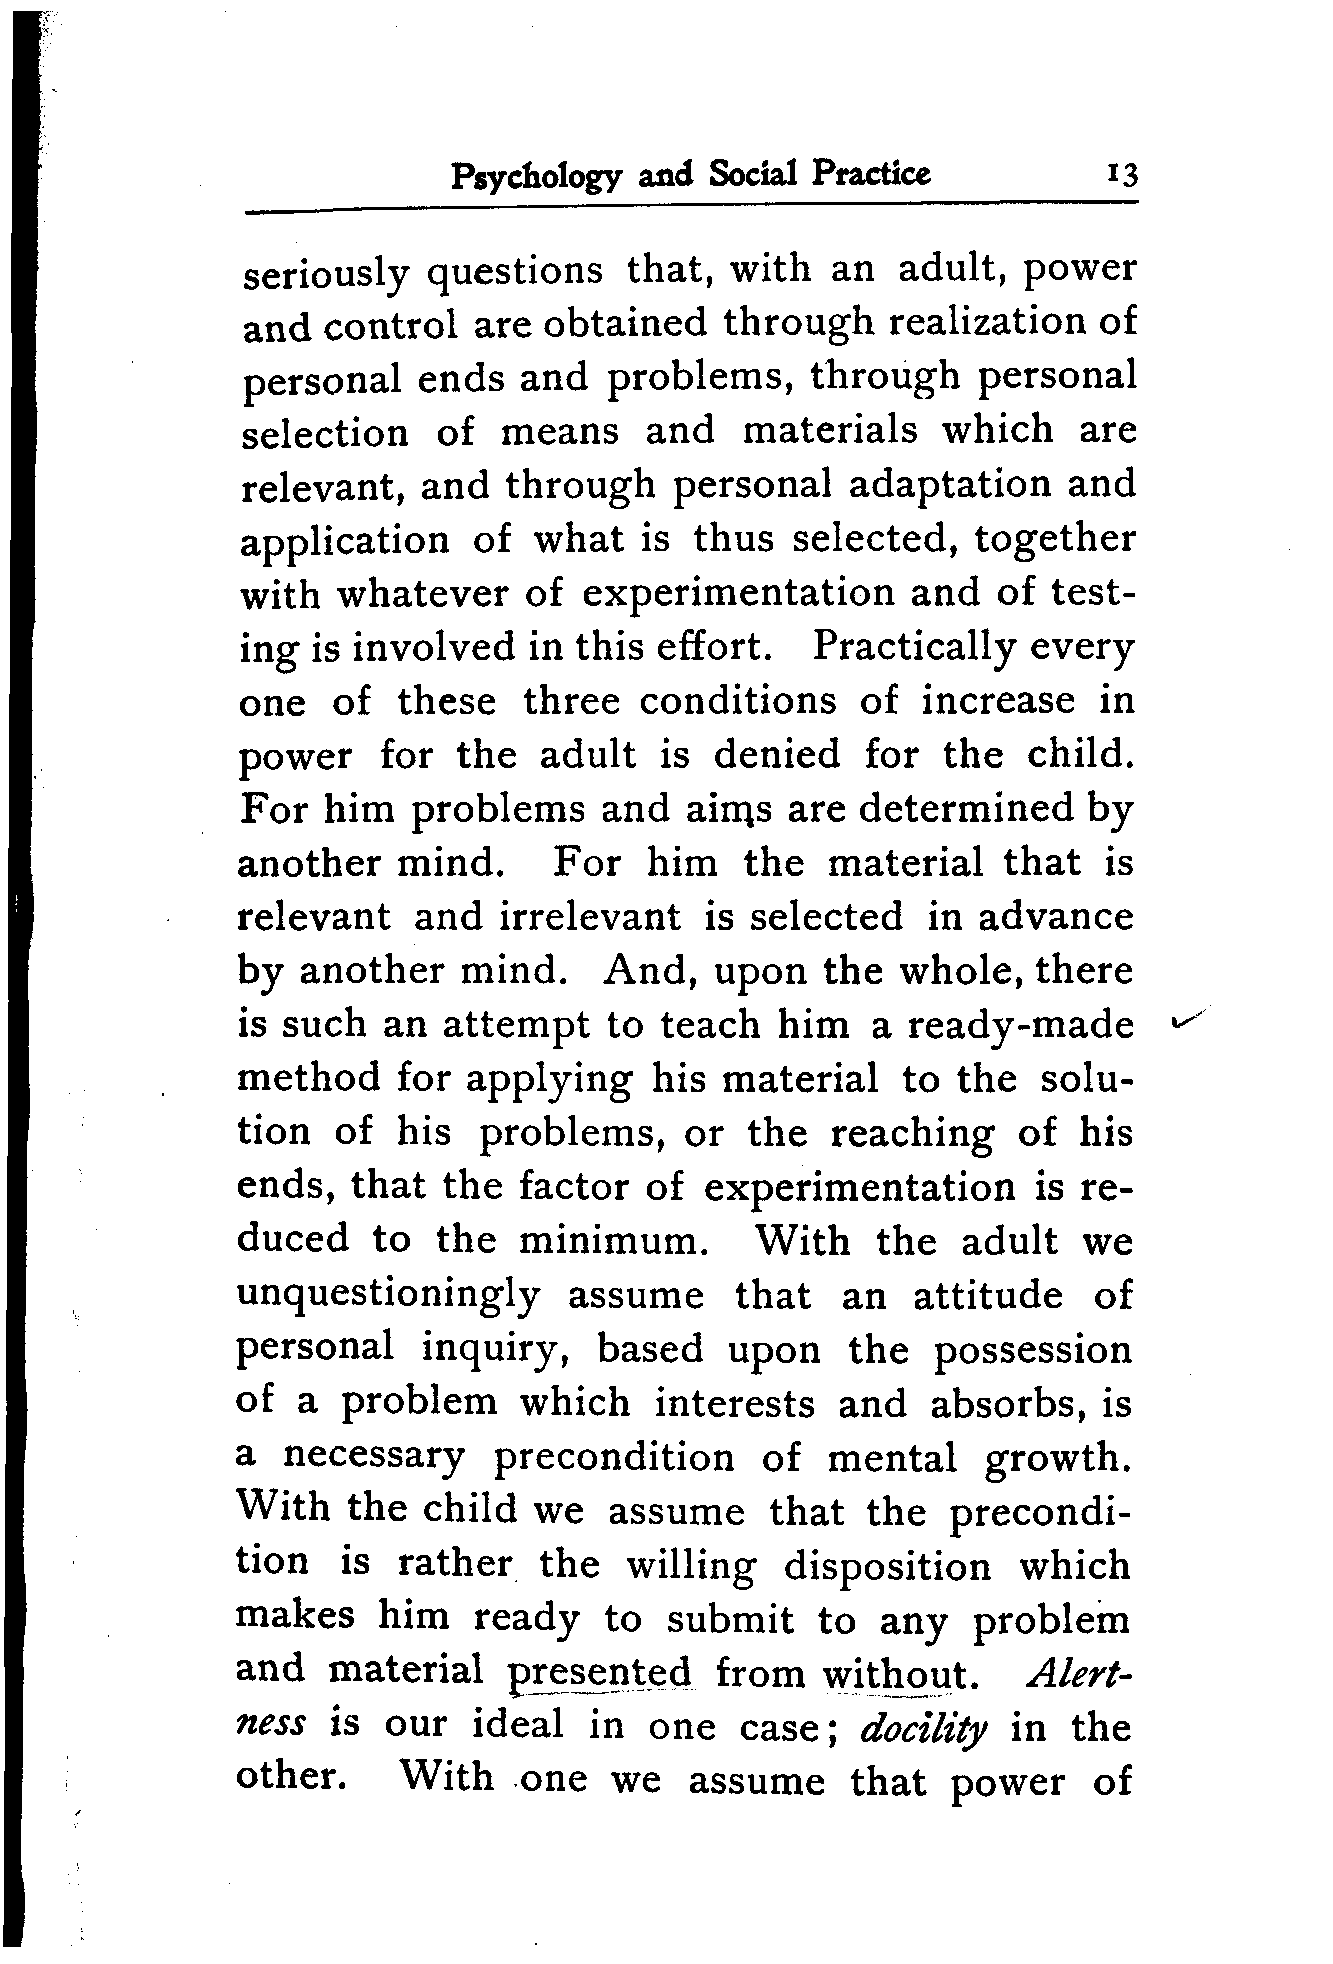 Psychology and Social Practice 13
seriously questions that, with an adult, power
and control are obtained through realization of
personal ends and problems, through personal
selection of means and materials which are
relevant, and through personal adaptation and
application of what is thus selected, together
with whatever of experimentation and of test-
ing is involved in this effort. Practically every
one of these three conditions of increase in
power for the adult is denied for the child.
For him problems and aims are determined by
another mind. For him the material that is
relevant and irrelevant is selected in advance
by another mind. And, upon the whole, there
is such an attempt to teach him a ready-made
method for applying his material to the solu-
tion of his problems, or the reaching of his
ends, that the factor of experimentation is re-
duced to the minimum. With the adult we
unquestioningly assume that an attitude of
personal inquiry, based upon the possession
of a problem which interests and absorbs, is
a necessary precondition of mental growth.
With the child we assume that the precondi-
tion is rather the willing disposition which
makes him ready to submit to any problem
and material presented from without. Alert-
ness is our ideal in one case; docility in the
other. With one we assume that power of